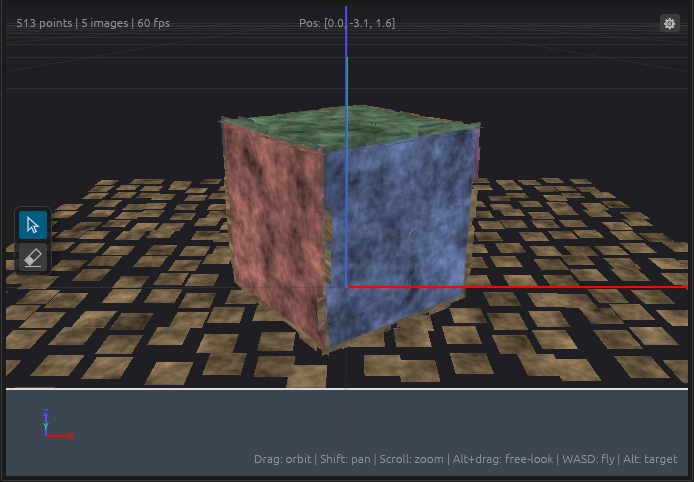 513 points | 5 images | 60 fps
Pos: [0.0, -3.1, 1.6]
Drag: orbit | Shift: pan | Scroll: zoom | Alt+drag: free-look | WASD: fly | Alt: target